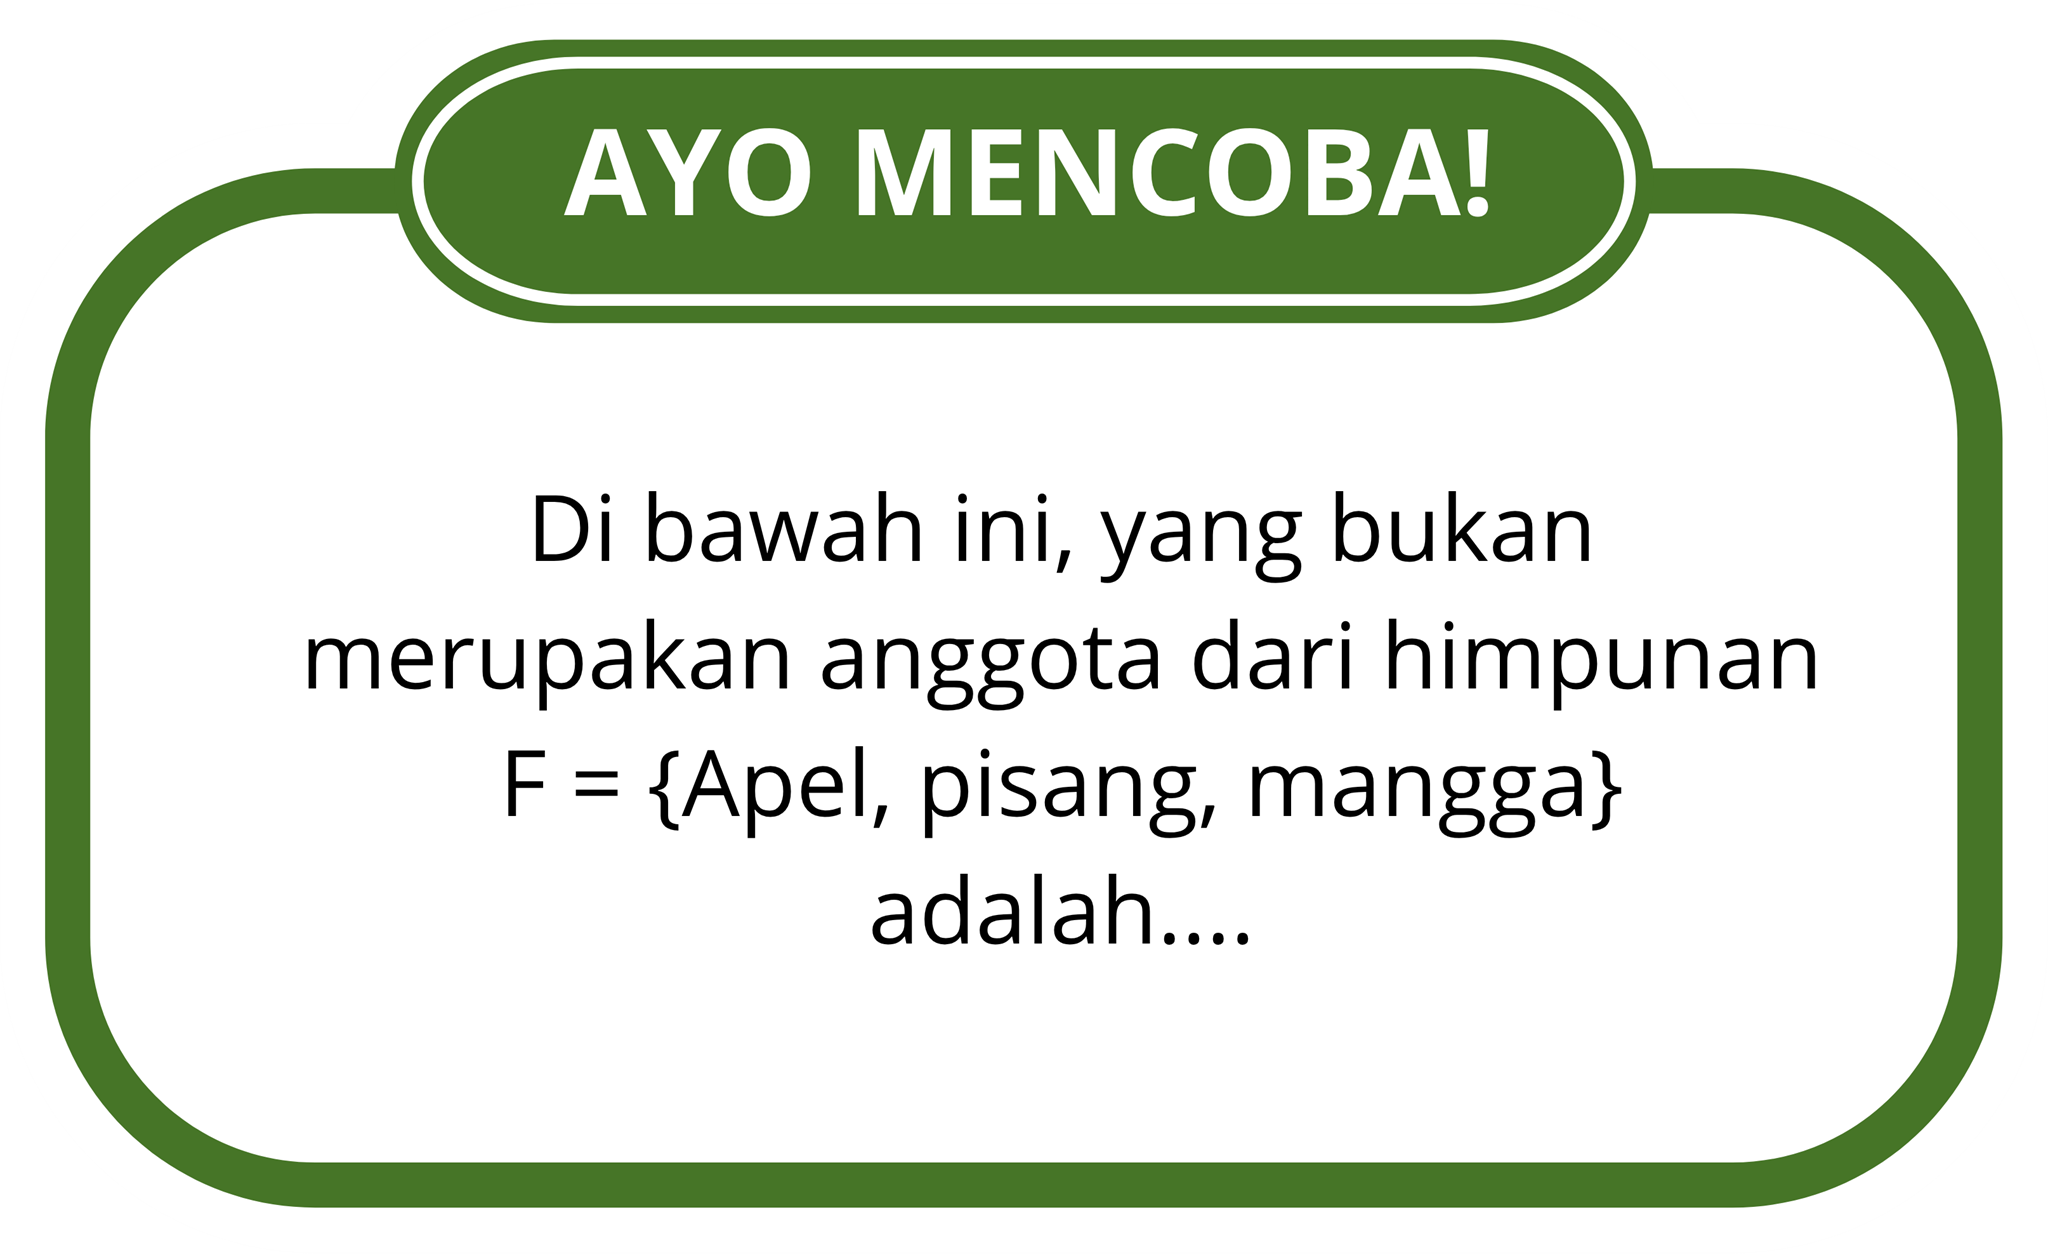 AYO MENCOBA!
Di bawah ini, yang bukan
merupakan anggota dari himpunan
F = {Apel, pisang, mangga}
adalah....